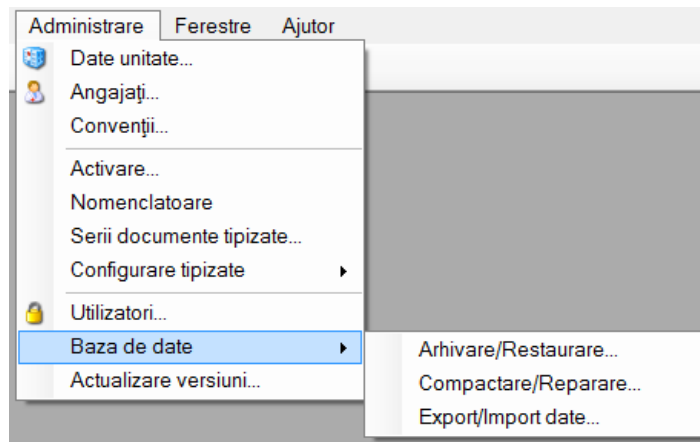 Administrare Ferestre Ajutor
Date unitate...
Angajaţi...
Convenţii...
Activare...
Nomenclatoare
Serii documente tipizate...
Configurare tipizate
Utilizatori...
Baza de date
Actualizare versiuni...
Arhivare/Restaurare...
Compactare/Reparare...
Export/Import date...